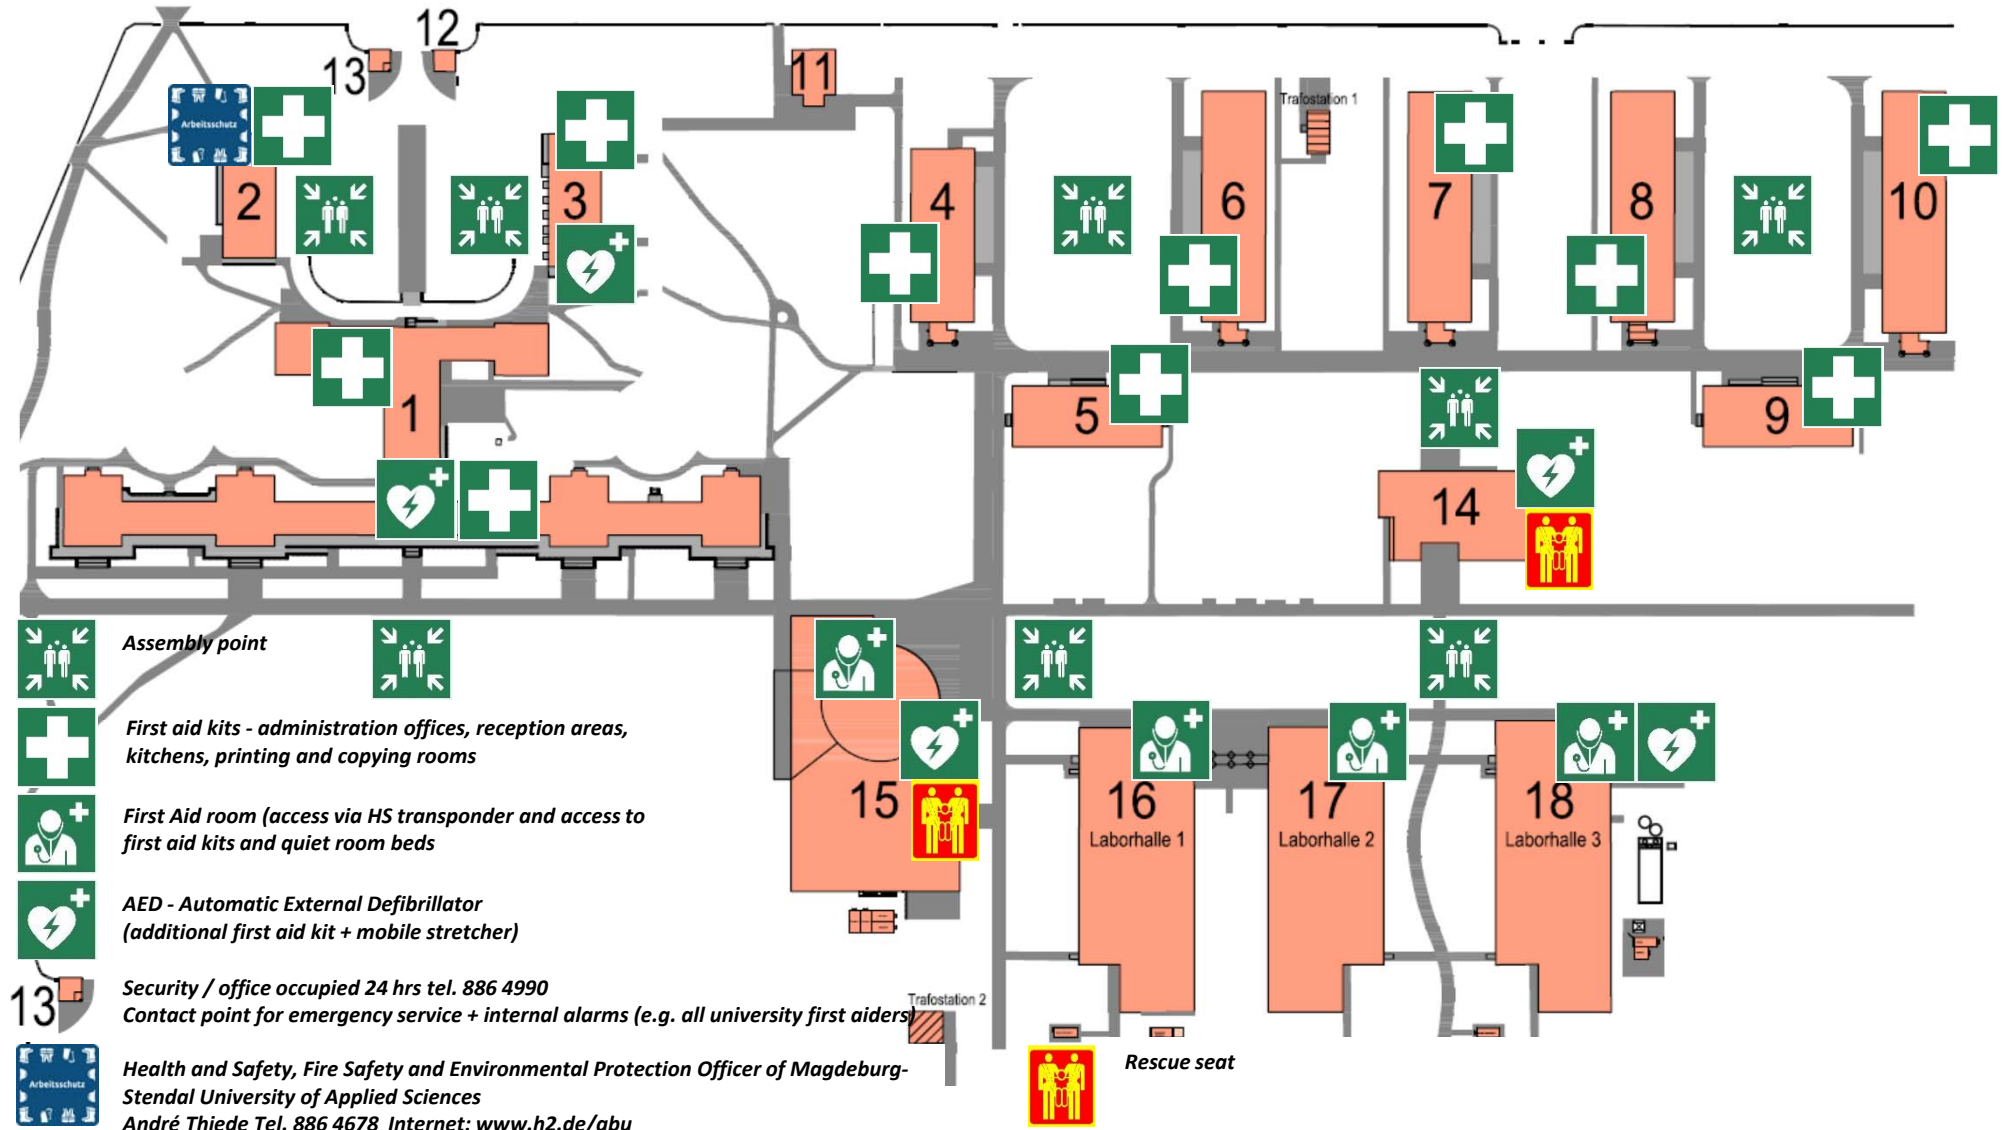 12
13
11
Trafostation 1
Arbeitsschutz
2
3
4
6
7
8
10
1
5
9
14
Assembly point
First aid kits - administration offices, reception areas,
kitchens, printing and copying rooms
First Aid room (access via HS transponder and access to
first aid kits and quiet room beds
AED - Automatic External Defibrillator
(additional first aid kit + mobile stretcher)
15
16
Laborhalle 1
17
Laborhalle 2
18
Laborhalle 3
13
Security / office occupied 24 hrs tel. 886 4990
Contact point for emergency service + internal alarms (e.g. all university first aiders)
Trafostation 2
Arbeitsschutz
Health and Safety, Fire Safety and Environmental Protection Officer of Magdeburg-
Stendal University of Applied Sciences
André Thiede Tel. 886 4678 Internet: www.h2.de/abu
Rescue seat